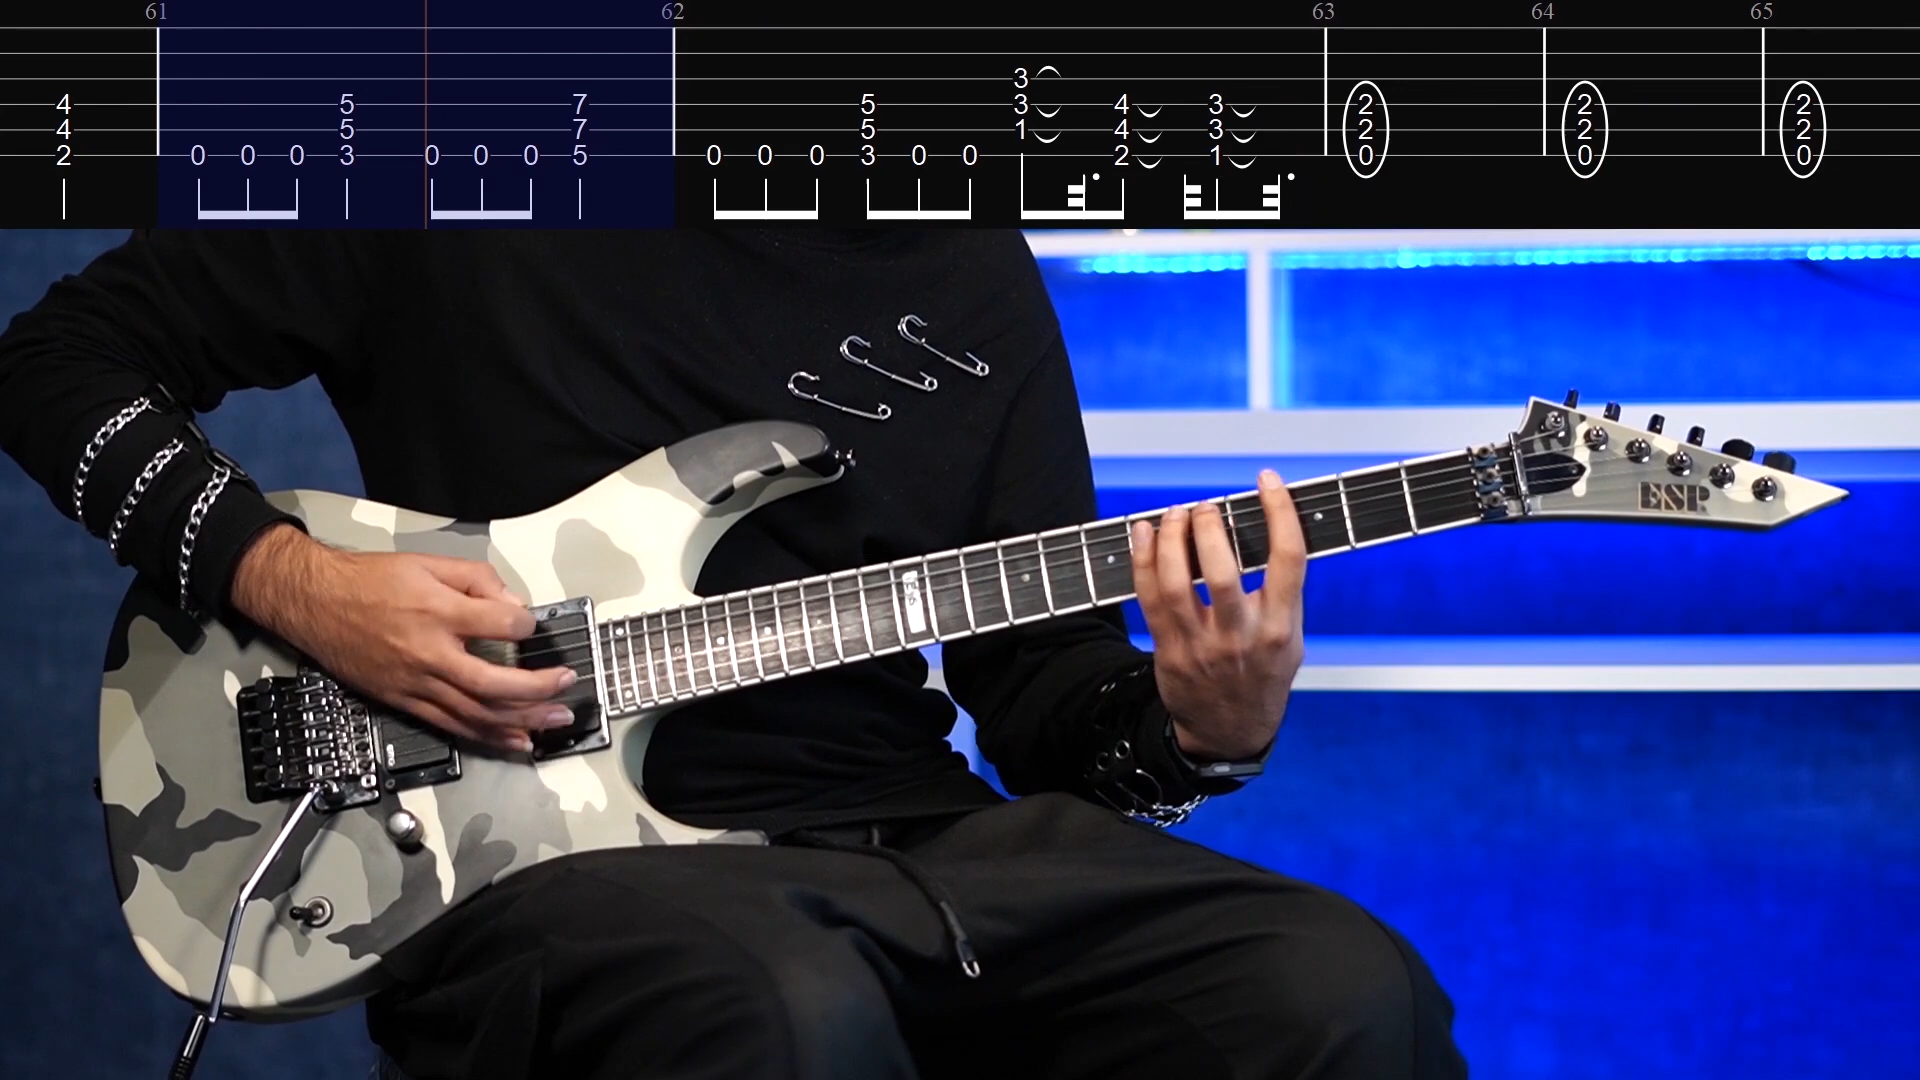 61 62 63 64 65
3
4 5 7 5 3 4 3 2 2 2
4 5 7 5 1 4 3 2 2 2
2 0 0 0 3 0 0 0 5 0 0 0 3 0 0 2 1 0 0 0
ESP